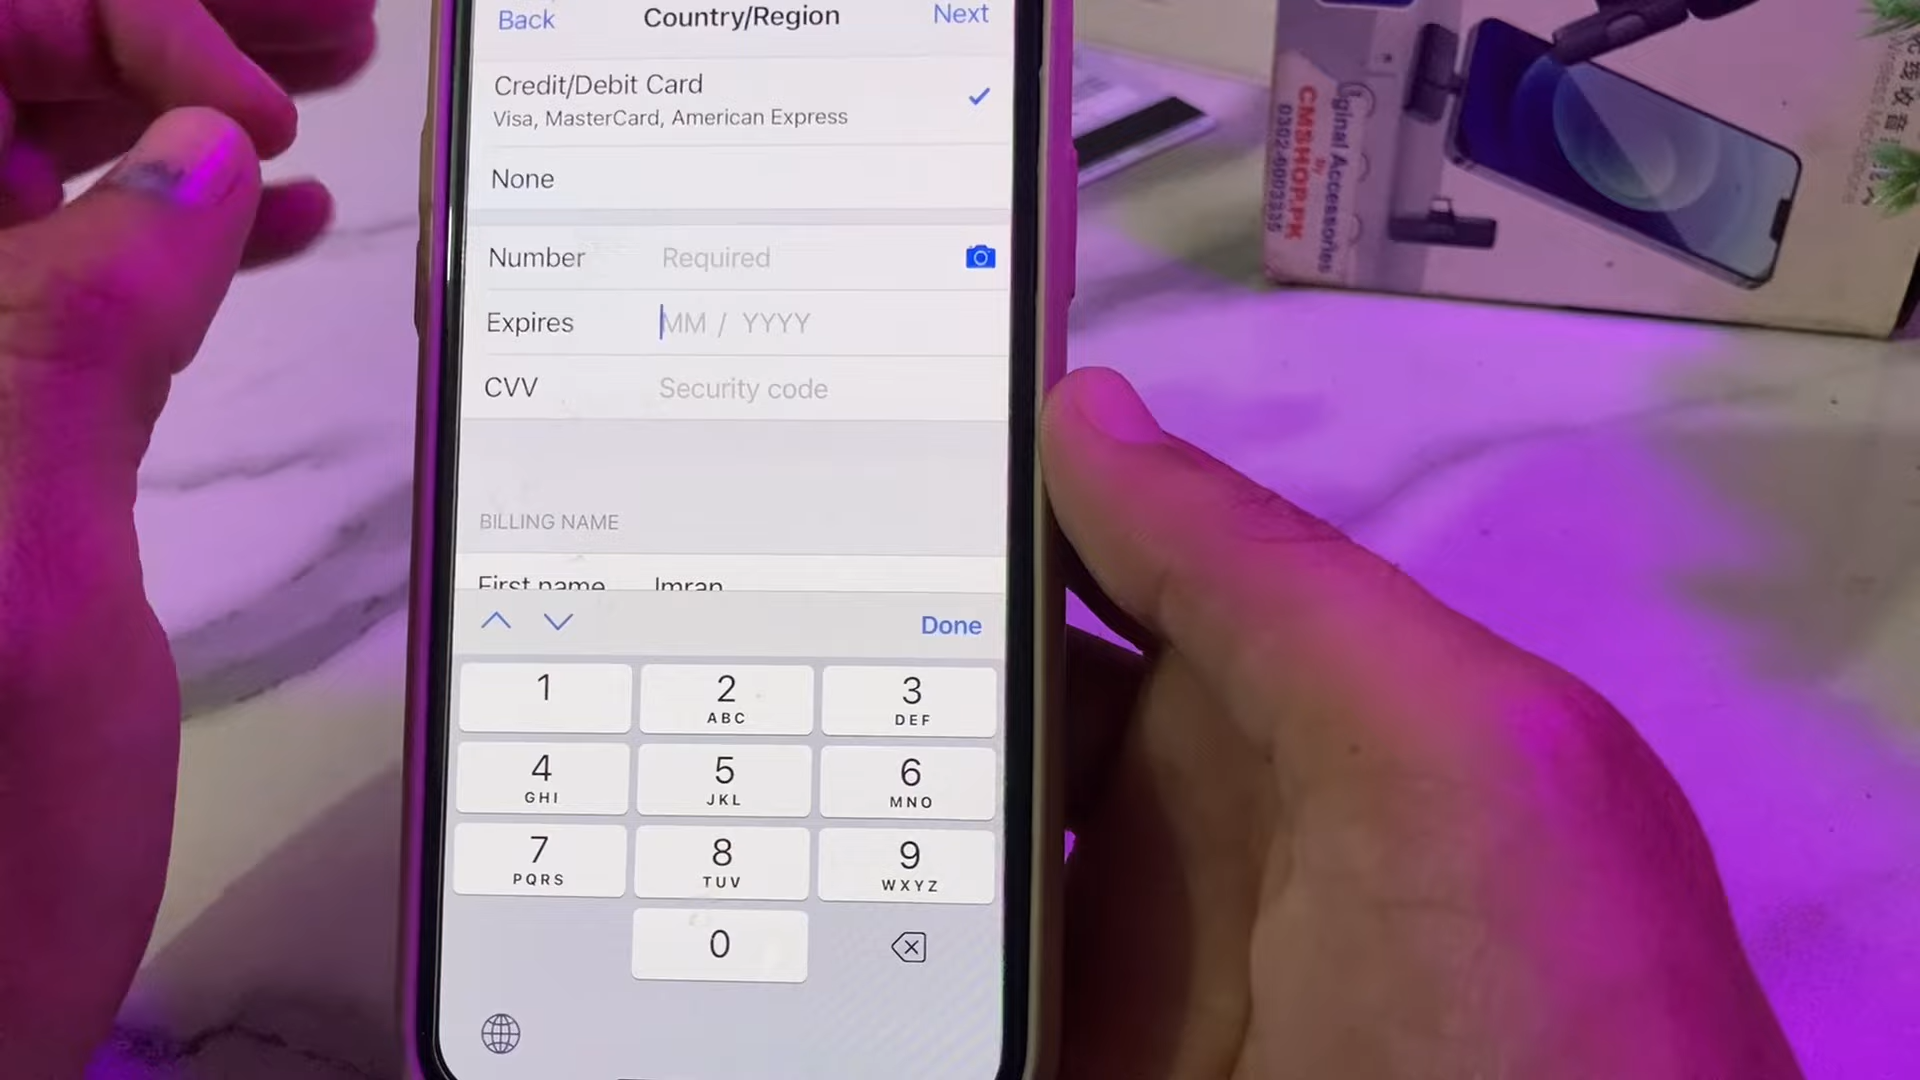 Back Country/Region Next
Credit/Debit Card
Visa, MasterCard, American Express
None
Number Required
Expires MM / YYYY
CVV Security code
BILLING NAME
First name Imran
Done
1
2 ABC
3 DEF
4 GHI
5 JKL
6 MNO
7 PQRS
8 TUV
9 WXYZ
0
CMSHOP.PK
By
Accessories